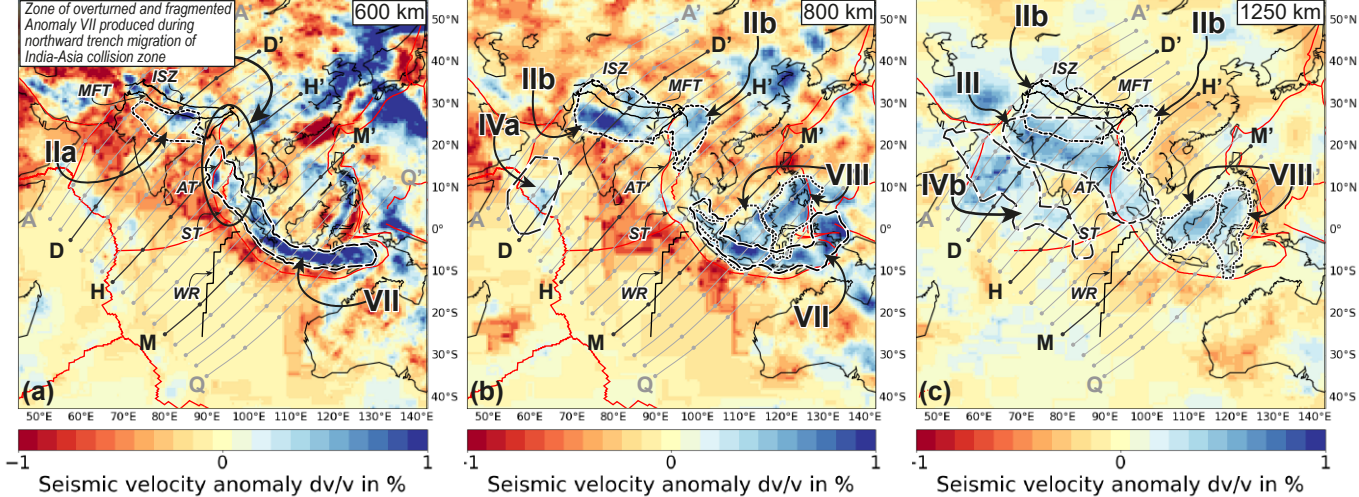 Zone of overturned and fragmented
Anomaly VII produced during
northward trench migration of
India-Asia collision zone
600 km
A'
D'
MFT
ISZ
H'
IIa
M'
AT
Q'
A
D
ST
H
WR
VII
M
Q
(a)
50°N
40°N
30°N
20°N
10°N
0°
10°S
20°S
30°S
40°S
50°E 60°E 70°E 80°E 90°E 100°E 110°E 120°E 130°E 140°E
−1 0 1
Seismic velocity anomaly dv/v in %
800 km
A'
IIb
D'
ISZ
IIb
MFT
H'
IVa
M'
AT
VIII
Q'
A
D
ST
H
WR
VII
M
Q
(b)
50°N
40°N
30°N
20°N
10°N
0°
10°S
20°S
30°S
40°S
50°E 60°E 70°E 80°E 90°E 100°E 110°E 120°E 130°E 140°E
-1 0 1
Seismic velocity anomaly dv/v in %
1250 km
IIb
A'
IIb
D'
ISZ
MFT
III
H'
M'
IVb
AT
VIII
Q'
A
D
ST
H
WR
M
Q
(c)
50°N
40°N
30°N
20°N
10°N
0°
10°S
20°S
30°S
40°S
50°E 60°E 70°E 80°E 90°E 100°E 110°E 120°E 130°E 140°E
-1 0 1
Seismic velocity anomaly dv/v in %